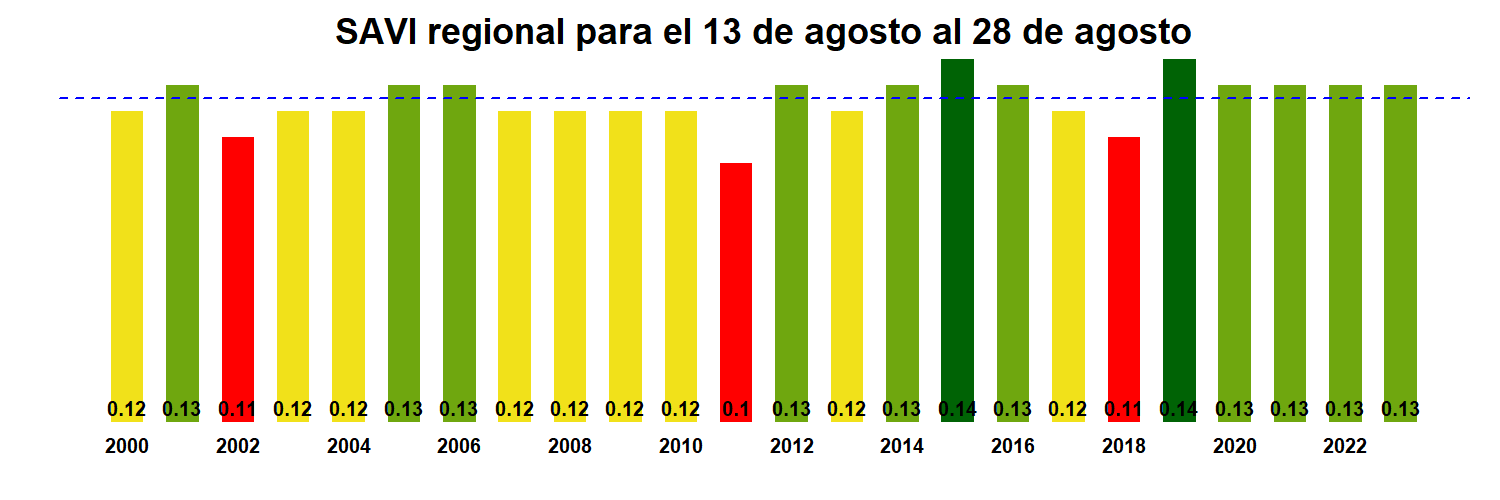 SAVI regional para el 13 de agosto al 28 de agosto
0.12 0.13 0.11 0.12 0.12 0.13 0.13 0.12 0.12 0.12 0.12 0.1 0.13 0.12 0.13 0.14 0.13 0.12 0.11 0.14 0.13 0.13 0.13 0.13
2000 2002 2004 2006 2008 2010 2012 2014 2016 2018 2020 2022